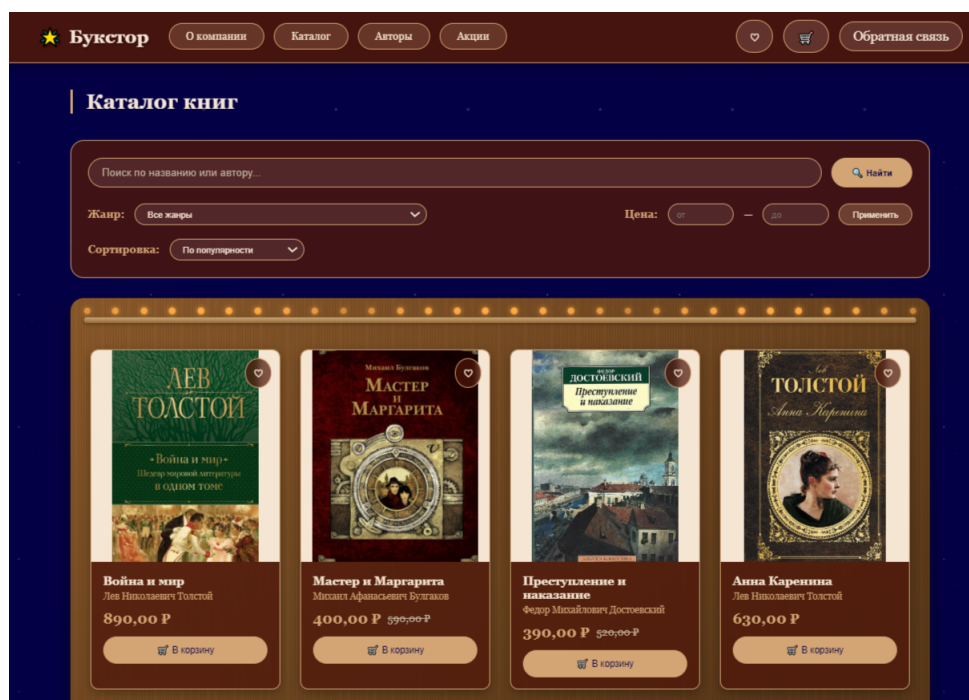 Букстор
О компании
Каталог
Авторы
Акции
Обратная связь
Каталог книг
Поиск по названию или автору...
Найти
Жанр:
Все жанры
Цена:
от
—
до
Применить
Сортировка:
По популярности
ЛЕВ
ТОЛСТОЙ
•Война и мир•
Шедевр мировой литературы
в одном томе
Михаил Булгаков
Мастер
и
Маргарита
ФЕДОР
ДОСТОЕВСКИЙ
Преступление
и наказание
Лев
ТОЛСТОЙ
Анна Каренина
Война и мир
Лев Николаевич Толстой
890,00 ₽
В корзину
Мастер и Маргарита
Михаил Афанасьевич Булгаков
400,00 ₽ 590,00 ₽
В корзину
Преступление и
наказание
Федор Михайлович Достоевский
390,00 ₽ 520,00 ₽
В корзину
Анна Каренина
Лев Николаевич Толстой
630,00 ₽
В корзину